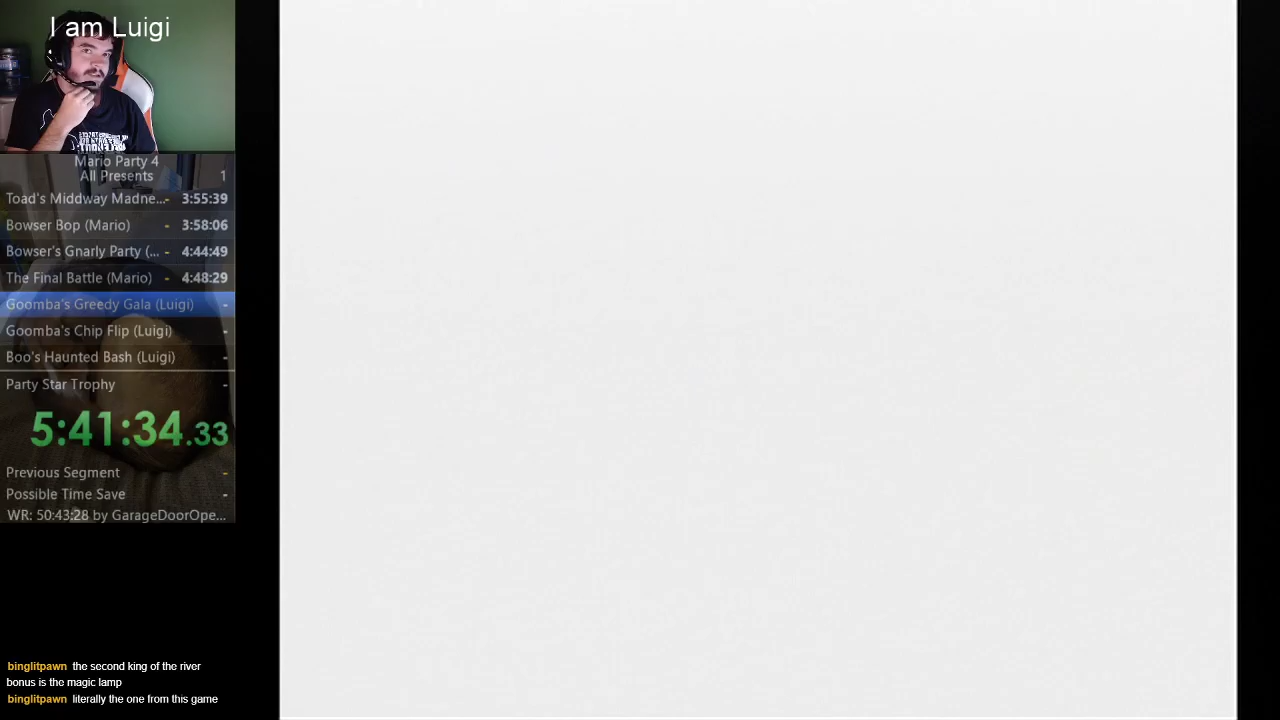 I am Luigi
Mario Party 4
All Presents 1
Toad's Middway Madne... - 3:55:39
Bowser Bop (Mario) - 3:58:06
Bowser's Gnarly Party (... - 4:44:49
The Final Battle (Mario) - 4:48:29
Goomba's Greedy Gala (Luigi) -
Goomba's Chip Flip (Luigi) -
Boo's Haunted Bash (Luigi) -
Party Star Trophy -
5:41:34.33
Previous Segment -
Possible Time Save -
WR: 50:43:28 by GarageDoorOpe...
binglitpawn the second king of the river
bonus is the magic lamp
binglitpawn literally the one from this game